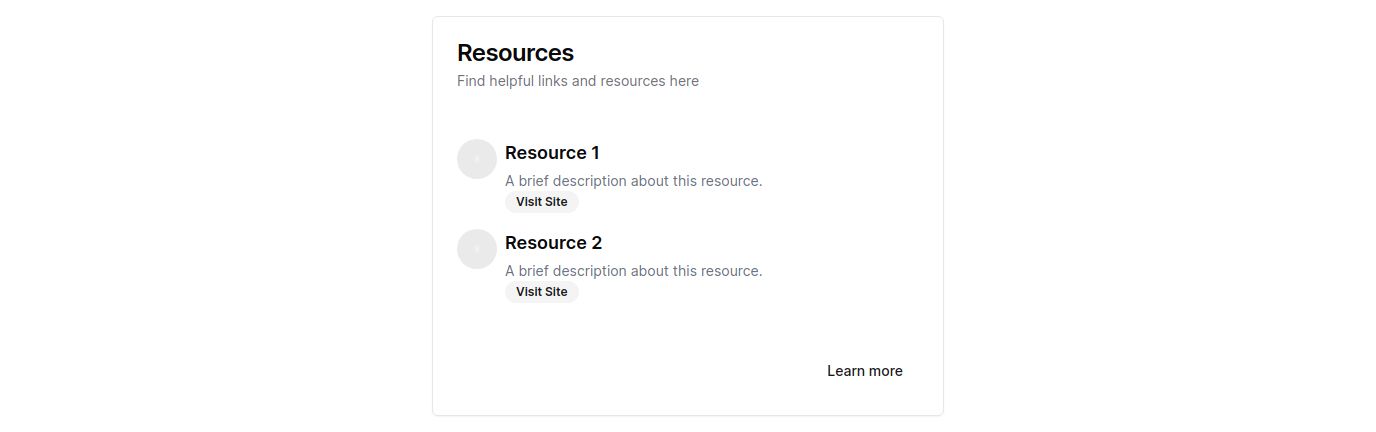 Resources
Find helpful links and resources here
Resource 1
A brief description about this resource.
Visit Site
Resource 2
A brief description about this resource.
Visit Site
Learn more